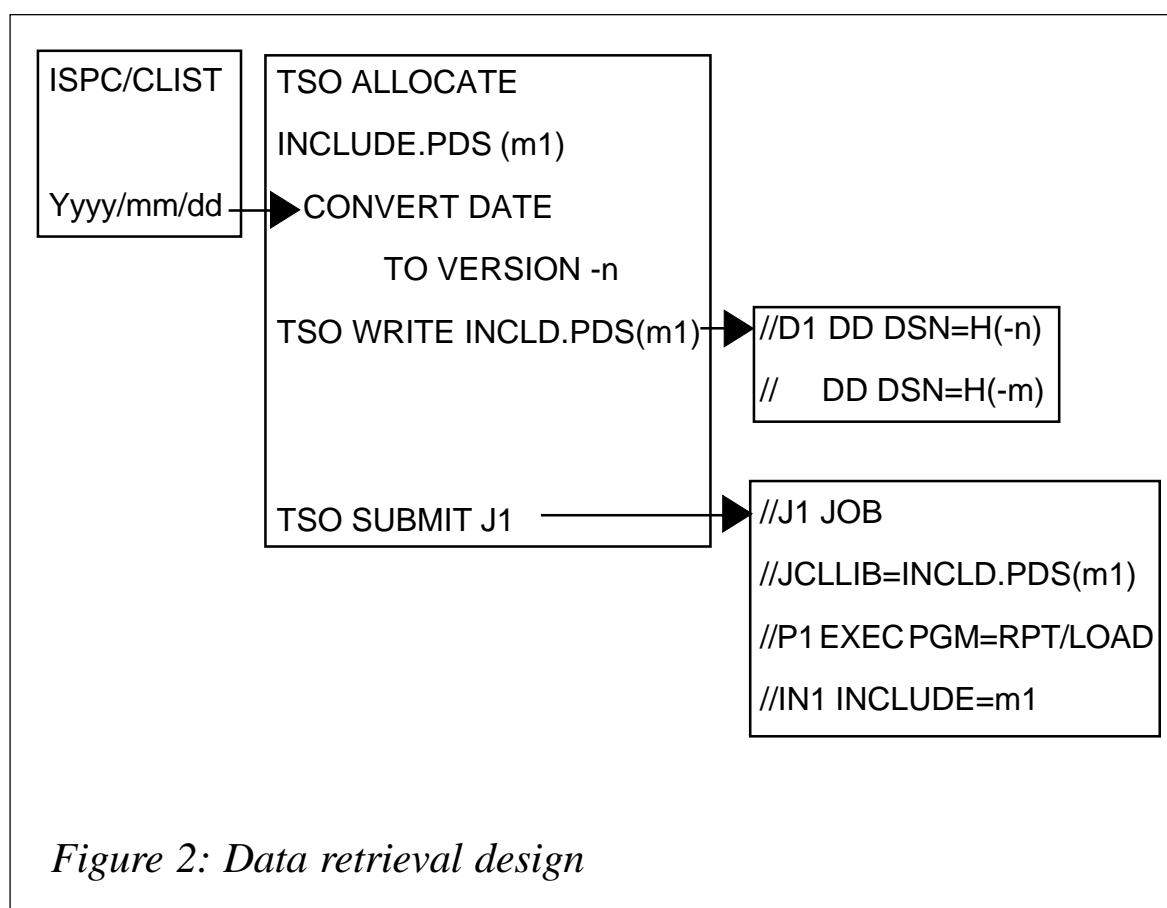 ISPC/CLIST
Yyyy/mm/dd
TSO ALLOCATE
INCLUDE.PDS (m1)
CONVERT DATE
TO VERSION -n
TSO WRITE INCLD.PDS(m1)
TSO SUBMIT J1
//D1 DD DSN=H(-n)
// DD DSN=H(-m)
//J1 JOB
//JCLLIB=INCLD.PDS(m1)
//P1 EXEC PGM=RPT/LOAD
//IN1 INCLUDE=m1
Figure 2: Data retrieval design